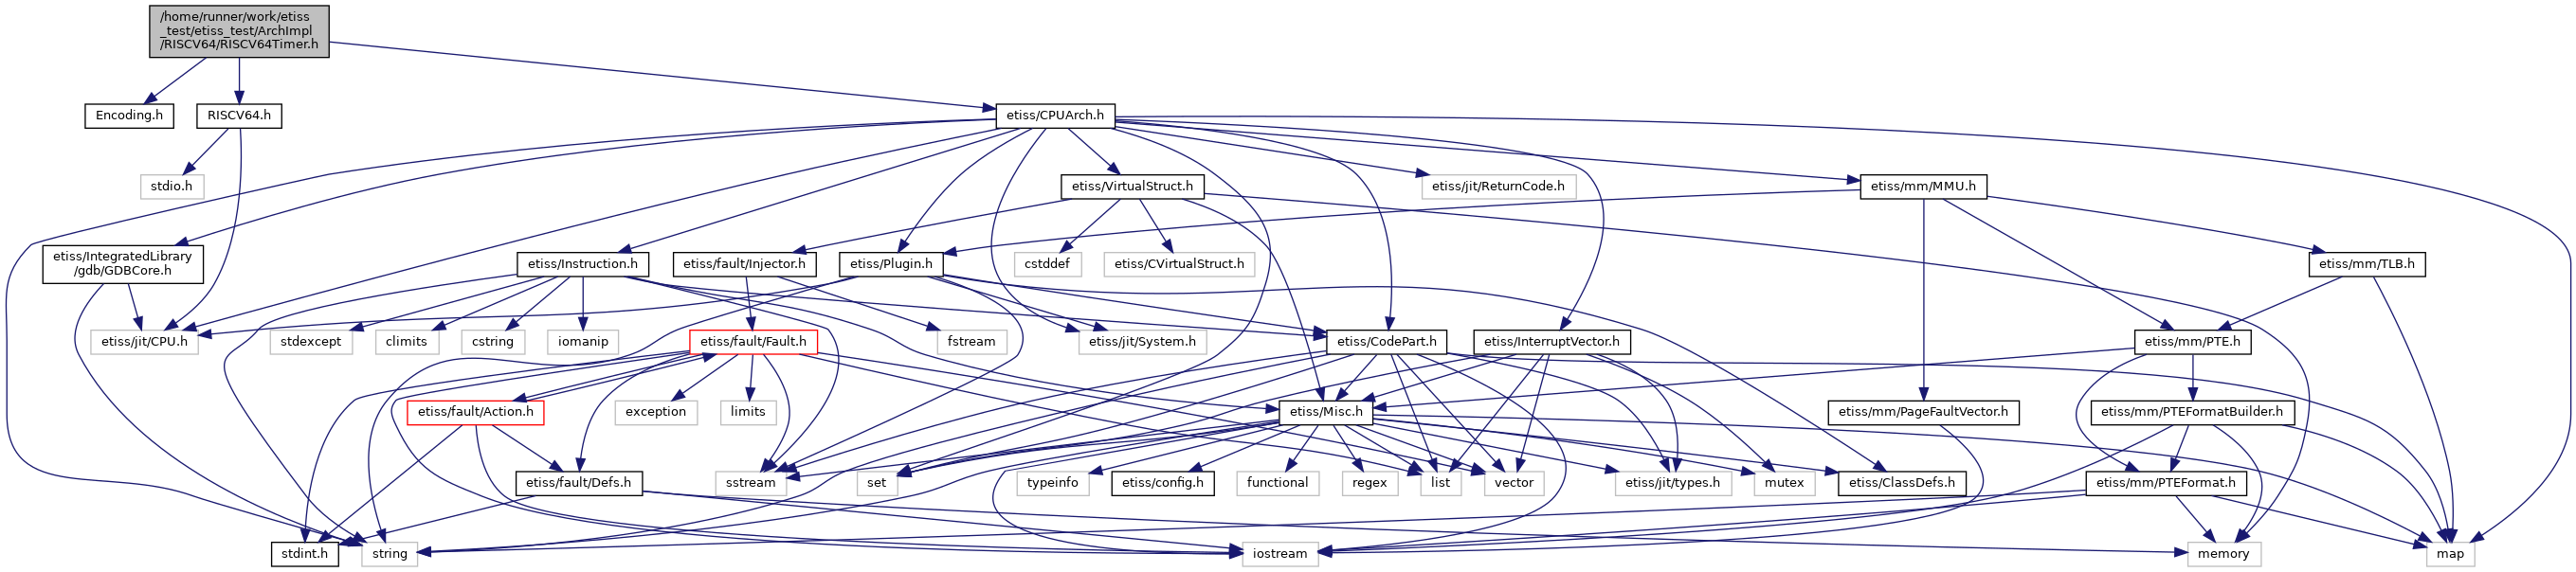 /home/runner/work/etiss
_test/etiss_test/ArchImpl
/RISCV64/RISCV64Timer.h
Encoding.h
RISCV64.h
etiss/CPUArch.h
stdio.h
etiss/VirtualStruct.h
etiss/jit/ReturnCode.h
etiss/mm/MMU.h
etiss/IntegratedLibrary
/gdb/GDBCore.h
etiss/Instruction.h
etiss/fault/Injector.h
etiss/Plugin.h
cstddef
etiss/CVirtualStruct.h
etiss/mm/TLB.h
etiss/jit/CPU.h
stdexcept
climits
cstring
iomanip
etiss/fault/Fault.h
fstream
etiss/jit/System.h
etiss/CodePart.h
etiss/InterruptVector.h
etiss/mm/PTE.h
etiss/fault/Action.h
exception
limits
etiss/Misc.h
etiss/mm/PageFaultVector.h
etiss/mm/PTEFormatBuilder.h
etiss/fault/Defs.h
sstream
set
typeinfo
etiss/config.h
functional
regex
list
vector
etiss/jit/types.h
mutex
etiss/ClassDefs.h
etiss/mm/PTEFormat.h
stdint.h
string
iostream
memory
map